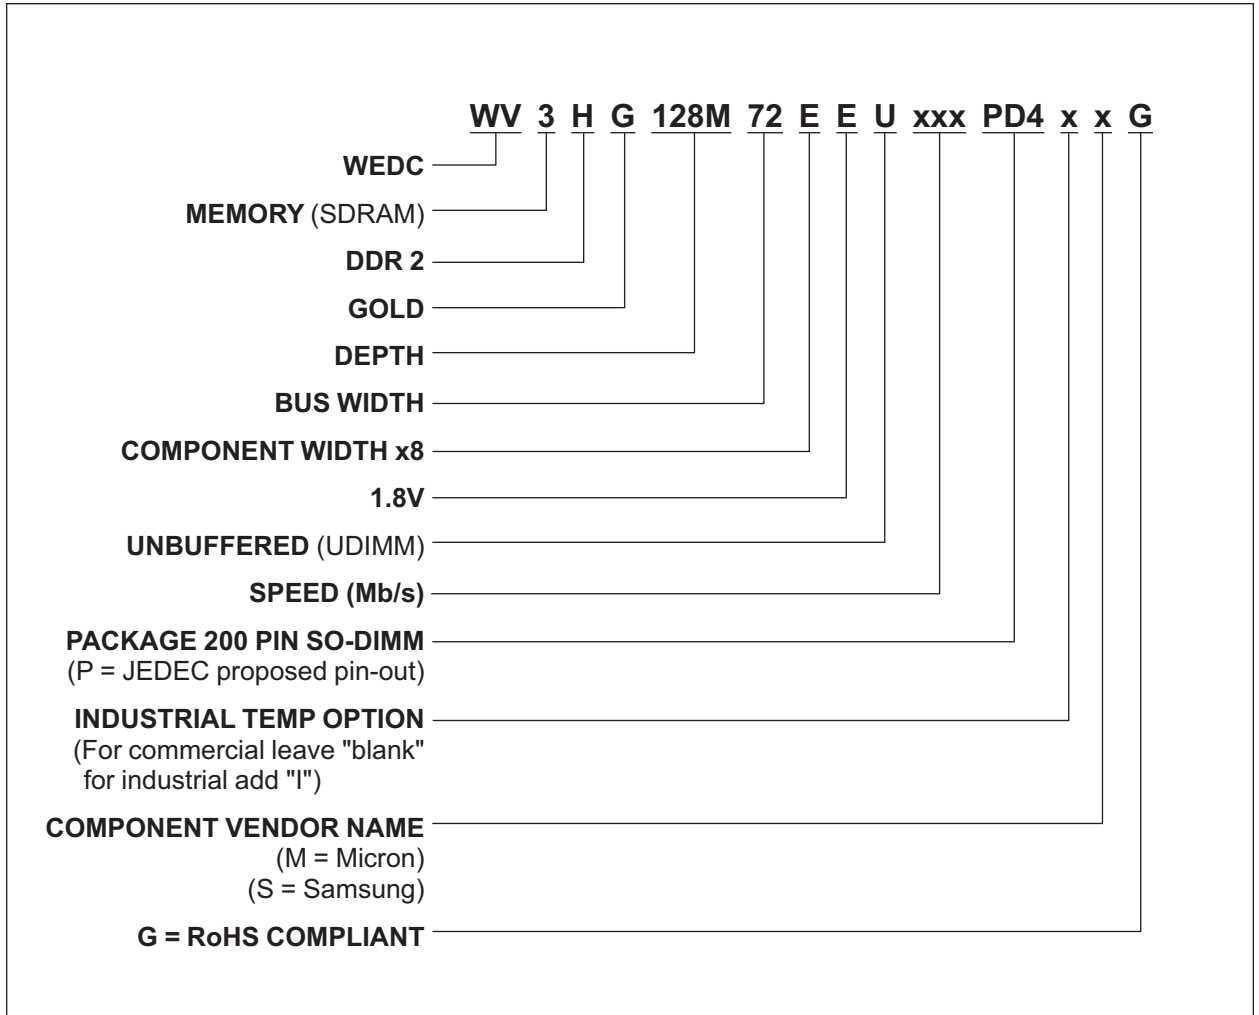 WV 3 H G 128M 72 E E U xxx PD4 x x G
WEDC
MEMORY (SDRAM)
DDR 2
GOLD
DEPTH
BUS WIDTH
COMPONENT WIDTH x8
1.8V
UNBUFFERED (UDIMM)
SPEED (Mb/s)
PACKAGE 200 PIN SO-DIMM
(P = JEDEC proposed pin-out)
INDUSTRIAL TEMP OPTION
(For commercial leave "blank"
for industrial add "I")
COMPONENT VENDOR NAME
(M = Micron)
(S = Samsung)
G = RoHS COMPLIANT